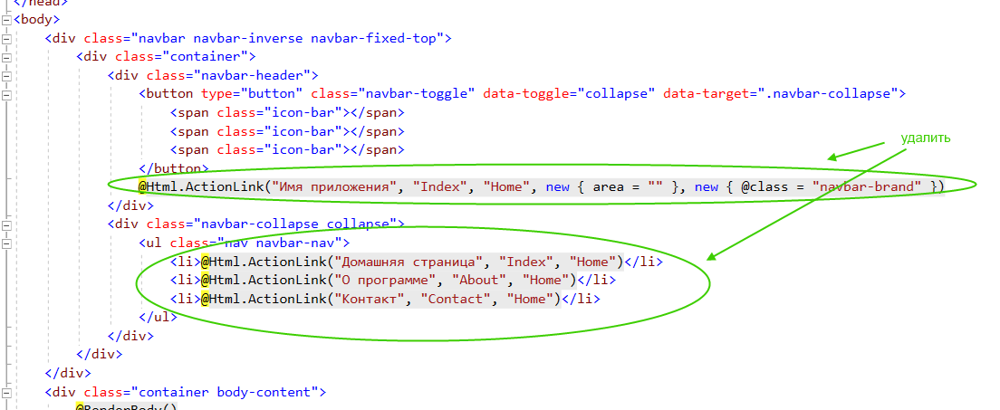 </head>
<body>
<div class="navbar navbar-inverse navbar-fixed-top">
<div class="container">
<div class="navbar-header">
<button type="button" class="navbar-toggle" data-toggle="collapse" data-target=".navbar-collapse">
<span class="icon-bar"></span>
<span class="icon-bar"></span>
удалить
<span class="icon-bar"></span>
</button>
@Html.ActionLink("Имя приложения", "Index", "Home", new { area = "" }, new { @class = "navbar-brand" })
</div>
<div class="navbar-collapse collapse">
<ul class="nav navbar-nav">
<li>@Html.ActionLink("Домашняя страница", "Index", "Home")</li>
<li>@Html.ActionLink("О программе", "About", "Home")</li>
<li>@Html.ActionLink("Контакт", "Contact", "Home")</li>
</ul>
</div>
</div>
</div>
<div class="container body-content">
@RenderBody()